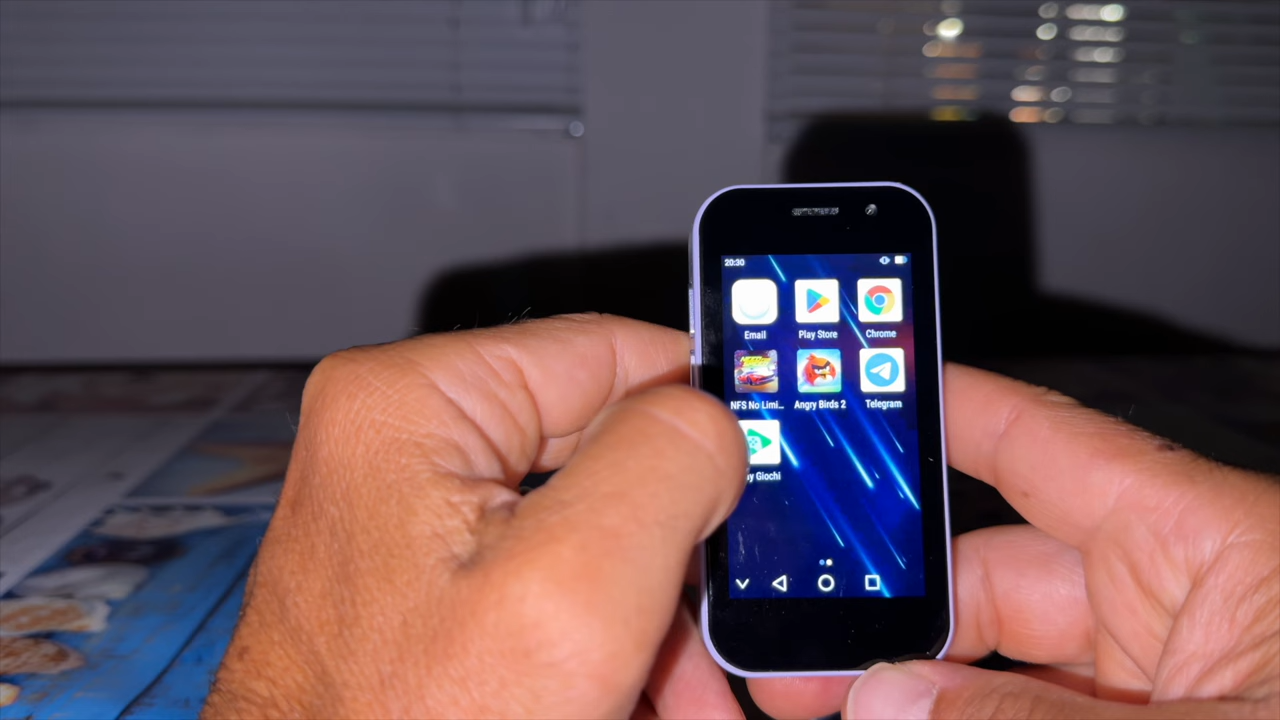 20:30
Email
Play Store
Chrome
NFS No Limi...
Angry Birds 2
Telegram
Giochi